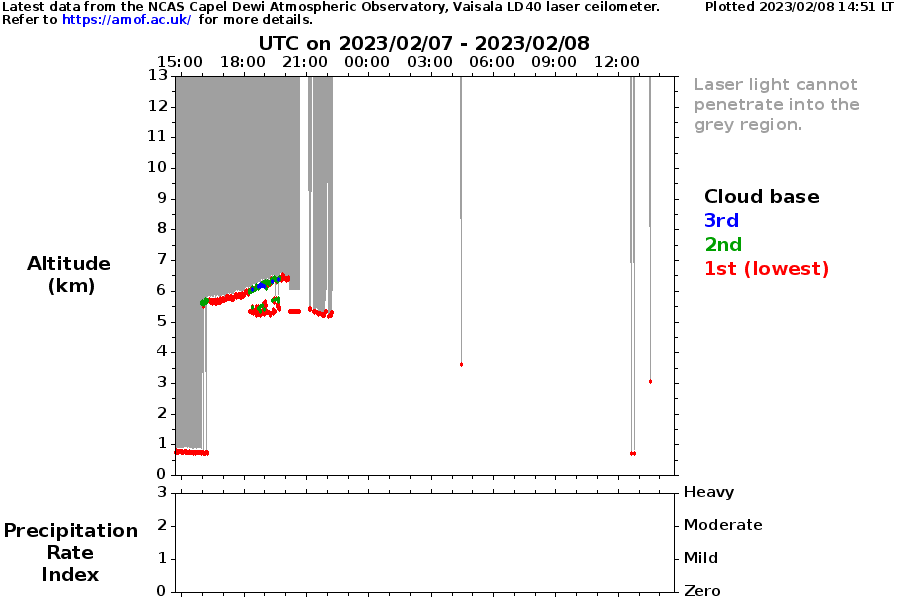 Latest data from the NCAS Capel Dewi Atmospheric Observatory, Vaisala LD40 laser ceilometer.
Plotted 2023/02/08 14:51 LT
Refer to https://amof.ac.uk/ for more details.
UTC on 2023/02/07 - 2023/02/08
15:00 18:00 21:00 00:00 03:00 06:00 09:00 12:00
13
12
11
10
9
8
7
6
5
4
3
2
1
0
Altitude
(km)
Laser light cannot
penetrate into the
grey region.
Cloud base
3rd
2nd
1st (lowest)
3
2
1
0
Precipitation
Rate
Index
Heavy
Moderate
Mild
Zero